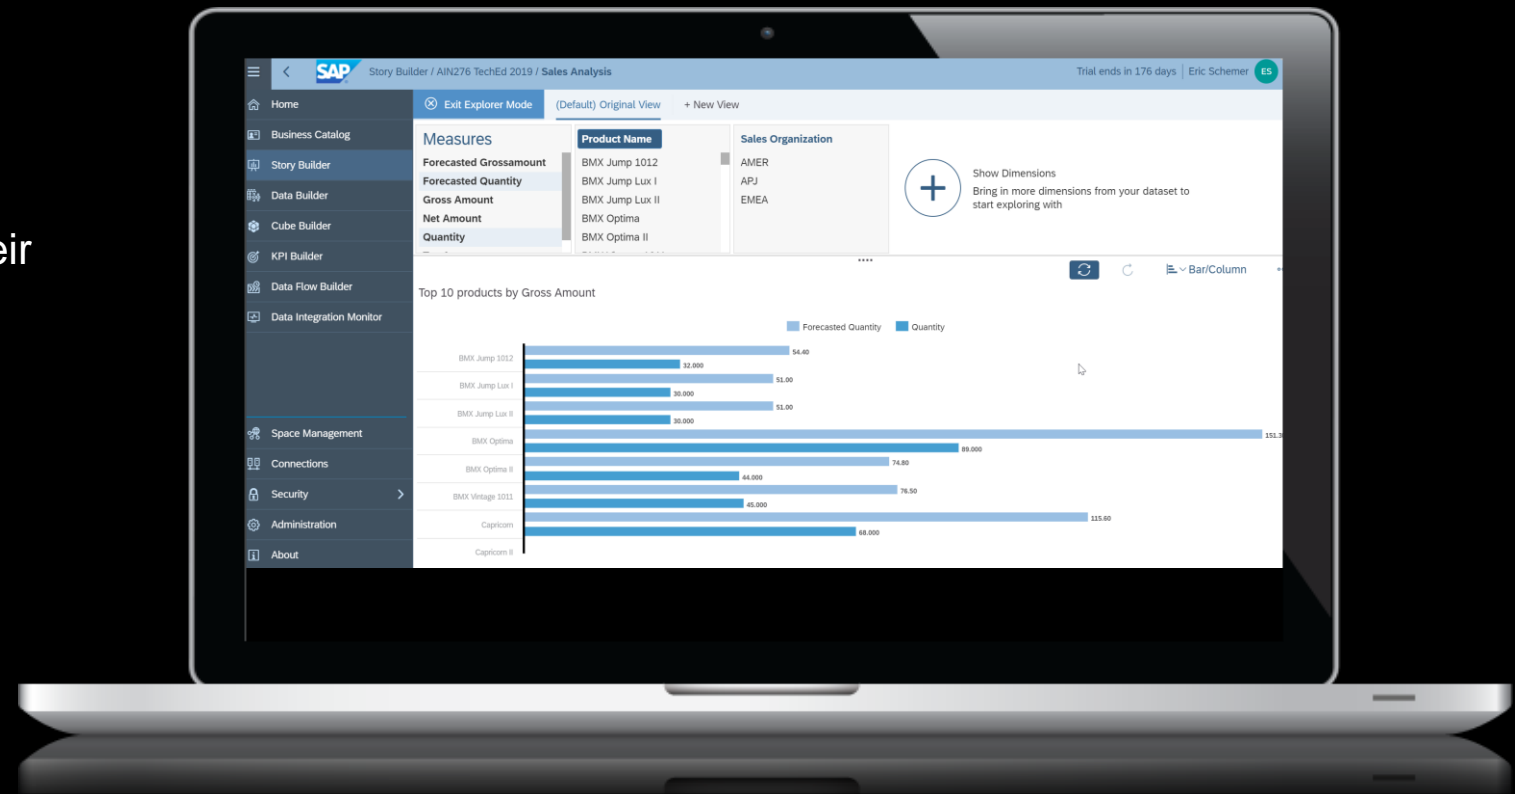 eir
SAP
Story Builder / AIN276 TechEd 2019 / Sales Analysis
Trial ends in 176 days
Eric Schemer
ES
Home
Business Catalog
Story Builder
Data Builder
Cube Builder
KPI Builder
Data Flow Builder
Data Integration Monitor
Space Management
Connections
Security
Administration
About
Exit Explorer Mode
(Default) Original View
+ New View
Measures
Forecasted Grossamount
Forecasted Quantity
Gross Amount
Net Amount
Quantity
Product Name
BMX Jump 1012
BMX Jump Lux I
BMX Jump Lux II
BMX Optima
BMX Optima II
Sales Organization
AMER
APJ
EMEA
Show Dimensions
Bring in more dimensions from your dataset to
start exploring with
Bar/Column
Top 10 products by Gross Amount
Forecasted Quantity
Quantity
BMX Jump 1012
54.40
32.000
BMX Jump Lux I
51.00
30.000
BMX Jump Lux II
51.00
30.000
BMX Optima
151.3
89.000
BMX Optima II
74.80
44.000
BMX Vintage 1011
76.50
45.000
Capricorn
115.60
68.000
Capricorn II